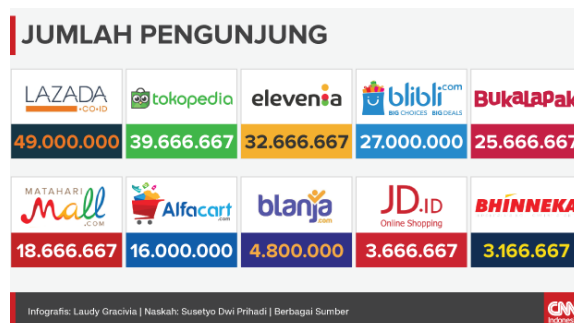 JUMLAH PENGUNJUNG
LAZADA
.CO.ID
tokopedia
elevenia
blibli.com
BIG CHOICES BIG DEALS
BukaLapak
49.000.000
39.666.667
32.666.667
27.000.000
25.666.667
MATAHARI
Mall
.COM
Alfacart
.com
blanja
.com
JD.ID
Online Shopping
BHINNEKA
18.666.667
16.000.000
4.800.000
3.666.667
3.166.667
Infografis: Laudy Gracivia | Naskah: Susetyo Dwi Prihadi | Berbagai Sumber
CNN
Indonesia